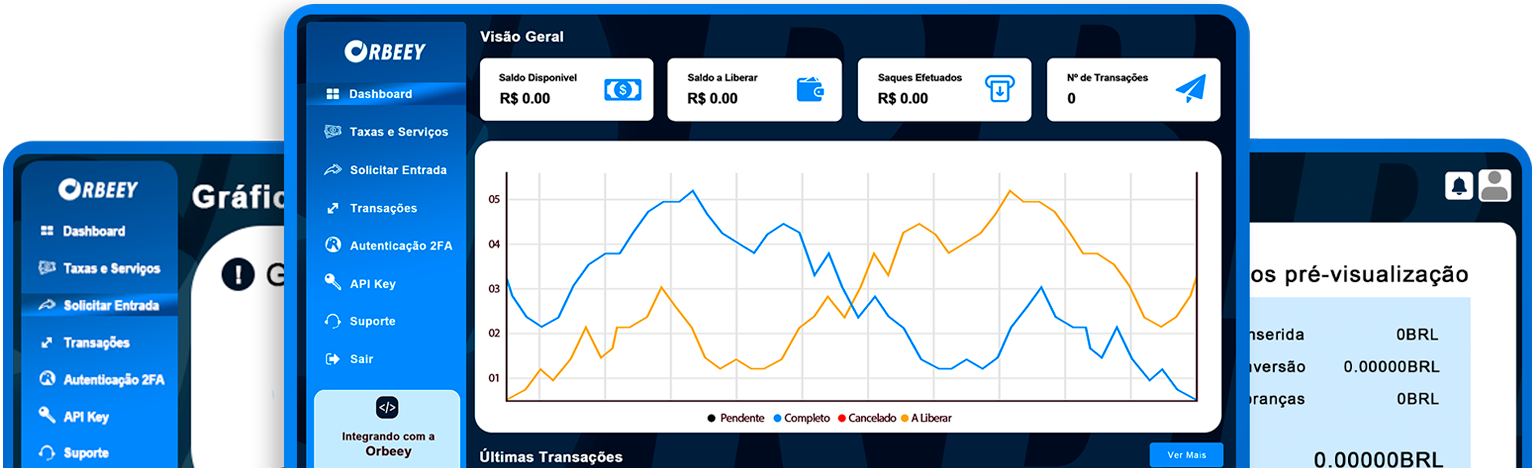 ORBEEY
Dashboard
Taxas e Serviços
Solicitar Entrada
Transações
Autenticação 2FA
API Key
Suporte
Gráfic
!
G
ORBEEY
Dashboard
Taxas e Serviços
Solicitar Entrada
Transações
Autenticação 2FA
API Key
Suporte
Sair
</>
Integrando com a
Orbeey
Visão Geral
Saldo Disponivel
R$ 0.00
Saldo a Liberar
R$ 0.00
Saques Efetuados
R$ 0.00
Nº de Transações
0
05
04
03
02
01
Pendente Completo Cancelado A Liberar
Últimas Transações
Ver Mais
os pré-visualização
nserida 0BRL
nversão 0.00000BRL
branças 0BRL
0.00000BRL